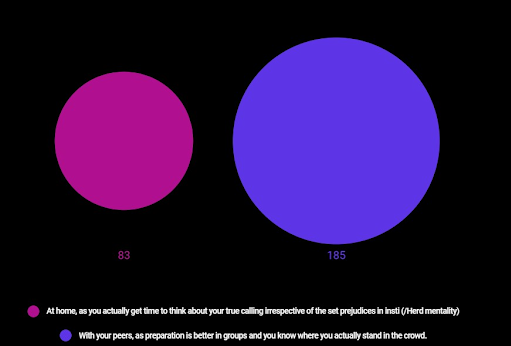 83
185
At home, as you actually get time to think about your true calling irrespective of the set prejudices in insti (/Herd mentality)
With your peers, as preparation is better in groups and you know where you actually stand in the crowd.